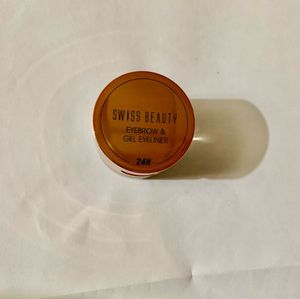 SWISS BEAUTY
EYEBROW &
GEL EYELINER
24H